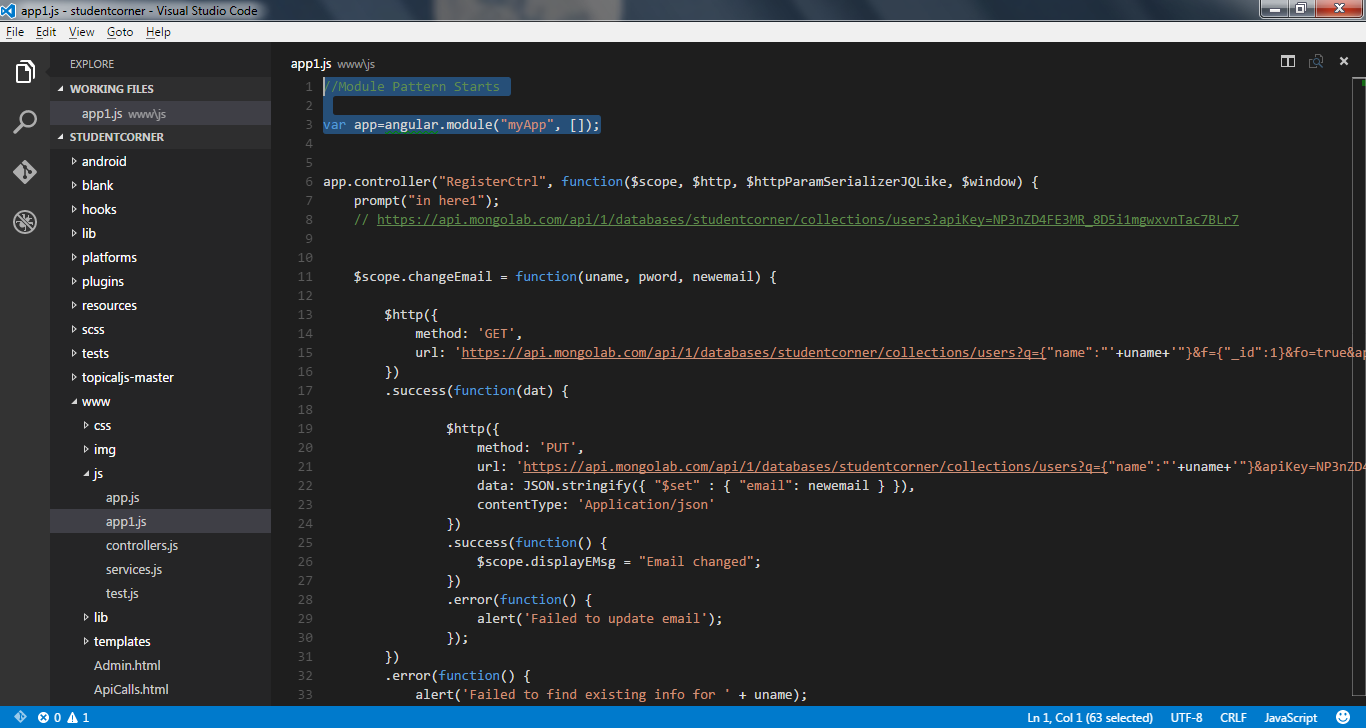 app1.js - studentcorner - Visual Studio Code
File Edit View Goto Help
EXPLORE
WORKING FILES
app1.js www\js
STUDENTCORNER
android
blank
hooks
lib
platforms
plugins
resources
scss
tests
topicaljs-master
www
css
img
js
app.js
app1.js
controllers.js
services.js
test.js
lib
templates
Admin.html
ApiCalls.html
app1.js www\js
1 //Module Pattern Starts
2
3 var app=angular.module("myApp", []);
4
5
6 app.controller("RegisterCtrl", function($scope, $http, $httpParamSerializerJQLike, $window) {
7 prompt("in here1");
8 // https://api.mongolab.com/api/1/databases/studentcorner/collections/users?apiKey=NP3nZD4FE3MR_8D5i1mgwxvnTac7BLr7
9
10
11 $scope.changeEmail = function(uname, pword, newemail) {
12
13 $http({
14 method: 'GET',
15 url: 'https://api.mongolab.com/api/1/databases/studentcorner/collections/users?q={"name":"'+uname+'"}&f={"_id":1}&fo=true&ap
16 })
17 .success(function(dat) {
18
19 $http({
20 method: 'PUT',
21 url: 'https://api.mongolab.com/api/1/databases/studentcorner/collections/users?q={"name":"'+uname+'"}&apiKey=NP3nZD4
22 data: JSON.stringify({ "$set" : { "email": newemail } }),
23 contentType: 'Application/json'
24 })
25 .success(function() {
26 $scope.displayEMsg = "Email changed";
27 })
28 .error(function() {
29 alert('Failed to update email');
30 });
31 })
32 .error(function() {
33 alert('Failed to find existing info for ' + uname);
0 1 Ln 1, Col 1 (63 selected) UTF-8 CRLF JavaScript